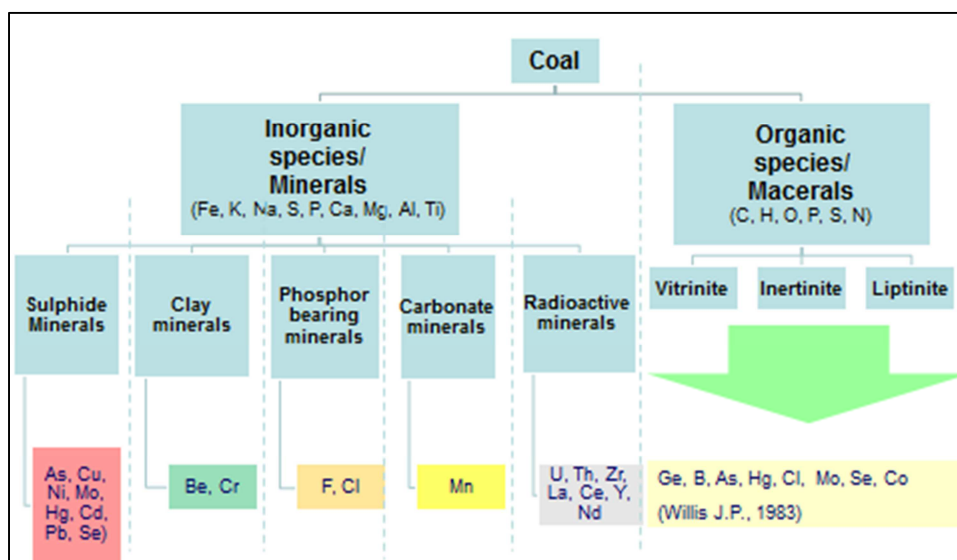 Coal
Inorganic
species/
Minerals
(Fe, K, Na, S, P, Ca, Mg, Al, Ti)
Organic
species/
Macerals
(C, H, O, P, S, N)
Sulphide
Minerals
Clay
minerals
Phosphor
bearing
minerals
Carbonate
minerals
Radioactive
minerals
Vitrinite
Inertinite
Liptinite
As, Cu,
Ni, Mo,
Hg, Cd,
Pb, Se)
Be, Cr
F, Cl
Mn
U, Th, Zr,
La, Ce, Y,
Nd
Ge, B, As, Hg, Cl, Mo, Se, Co
(Willis J.P., 1983)